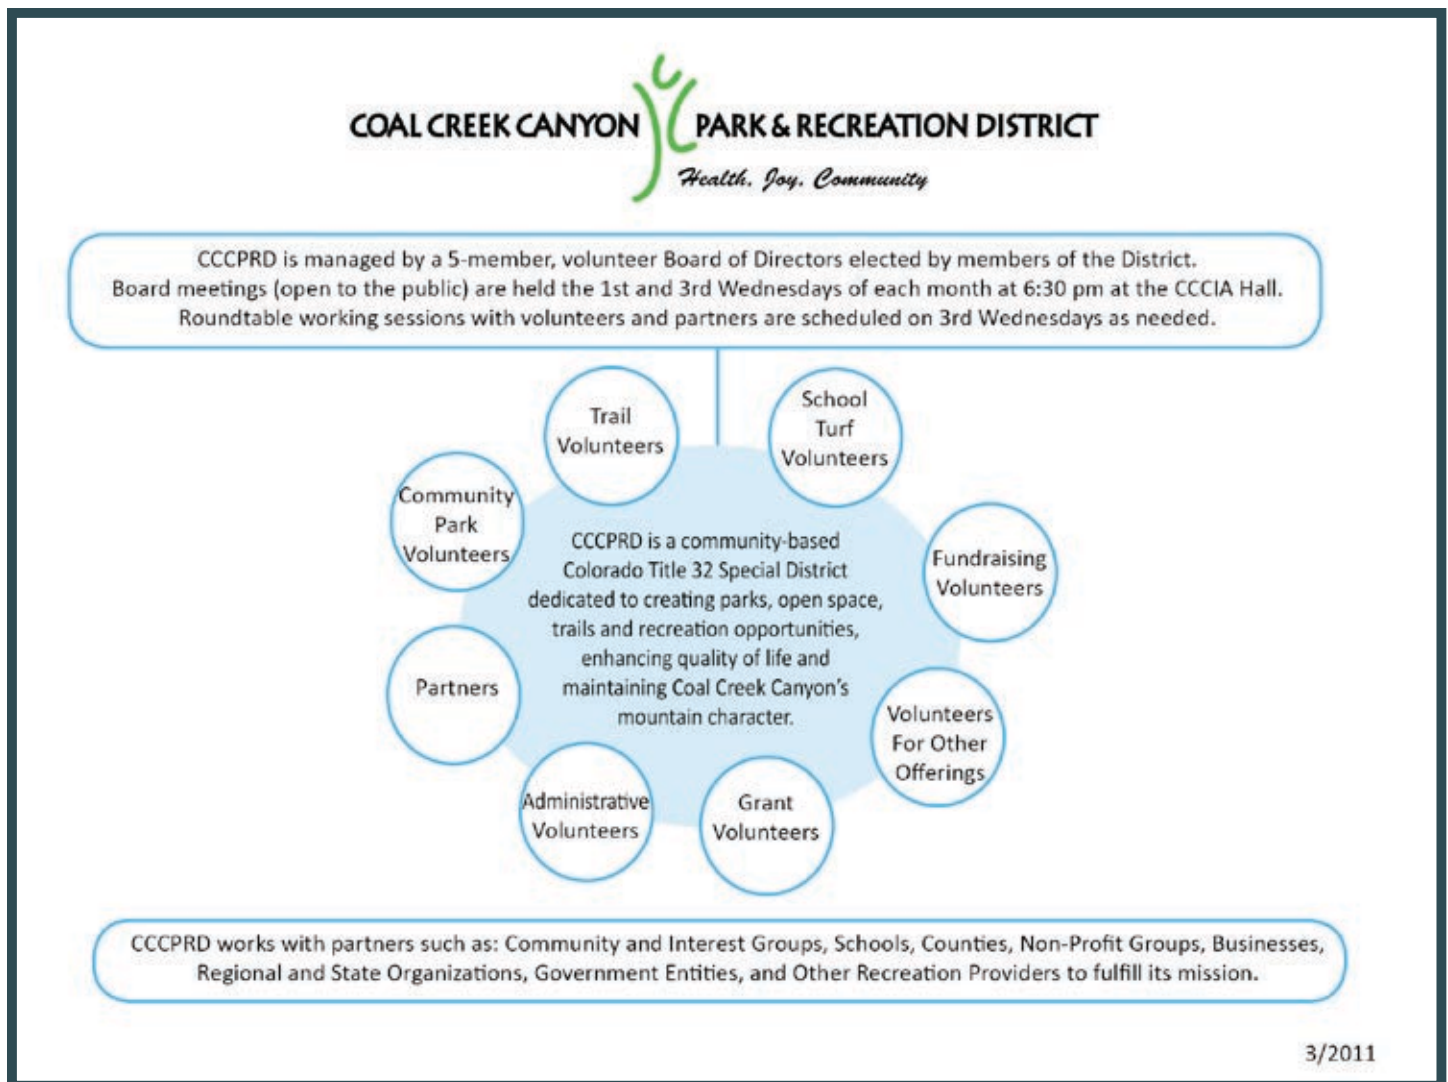 COAL CREEK CANYON PARK & RECREATION DISTRICT
Health, Joy, Community
CCCPRD is managed by a 5-member, volunteer Board of Directors elected by members of the District.
Board meetings (open to the public) are held the 1st and 3rd Wednesdays of each month at 6:30 pm at the CCCIA Hall.
Roundtable working sessions with volunteers and partners are scheduled on 3rd Wednesdays as needed.
Trail
Volunteers
School
Turf
Volunteers
Community
Park
Volunteers
Fundraising
Volunteers
CCCPRD is a community-based
Colorado Title 32 Special District
dedicated to creating parks, open space,
trails and recreation opportunities,
enhancing quality of life and
maintaining Coal Creek Canyon's
mountain character.
Partners
Volunteers
For Other
Offerings
Administrative
Volunteers
Grant
Volunteers
CCCPRD works with partners such as: Community and Interest Groups, Schools, Counties, Non-Profit Groups, Businesses,
Regional and State Organizations, Government Entities, and Other Recreation Providers to fulfill its mission.
3/2011